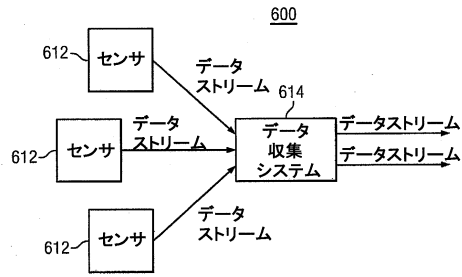 600
612
センサ
データ
ストリーム
614
データ
ストリーム
データ
収集
システム
データストリーム
データストリーム
612
センサ
データ
ストリーム
612
センサ